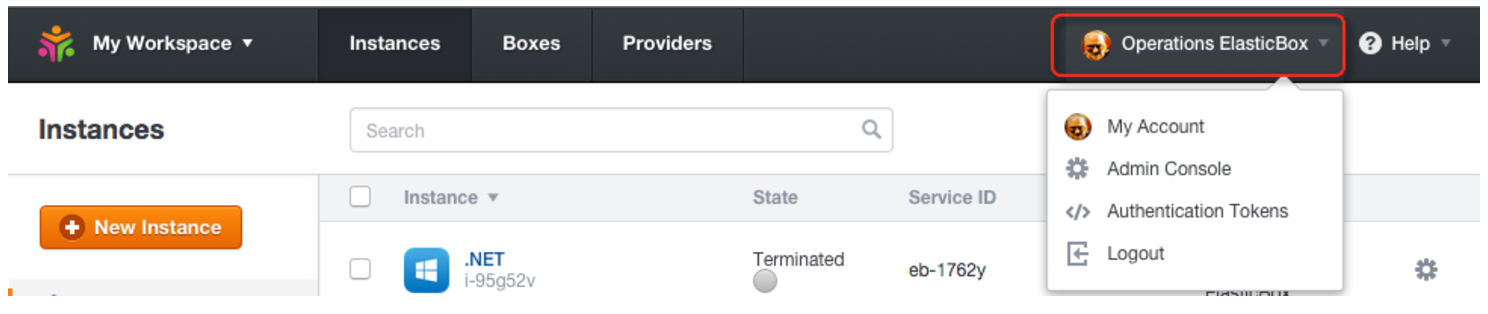 My Workspace
Instances
Boxes
Providers
Operations ElasticBox
Help
Instances
Search
My Account
Admin Console
Authentication Tokens
Logout
New Instance
Instance
State
Service ID
.NET
i-95g52v
Terminated
eb-1762y
ElasticBox